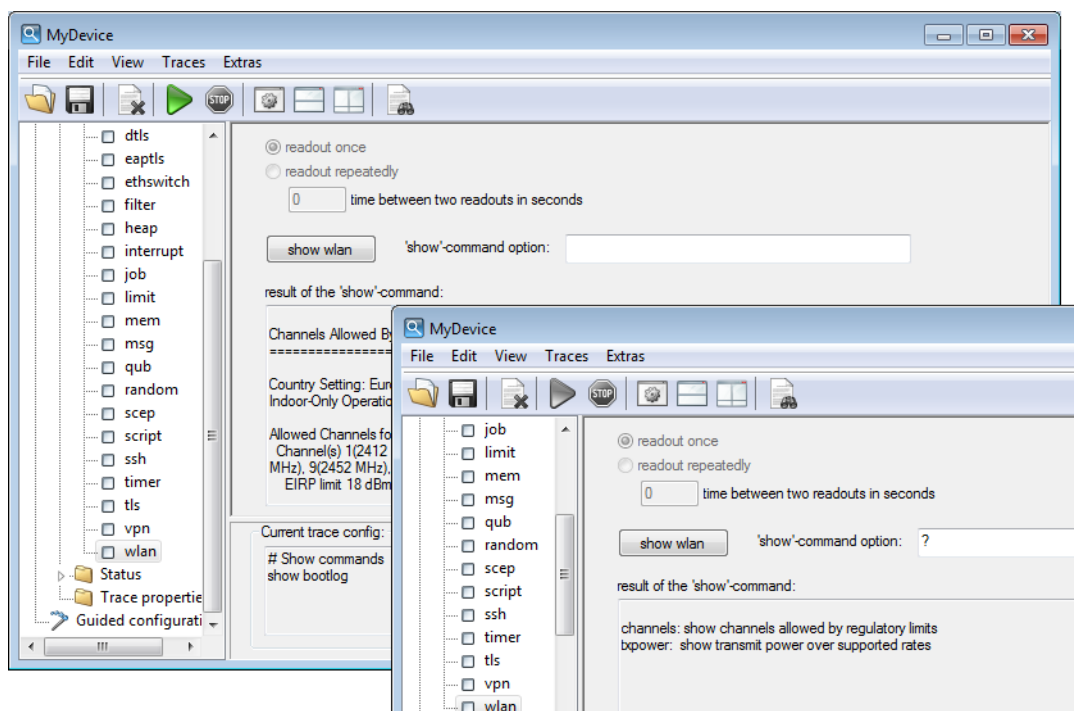 MyDevice
File Edit View Traces Extras
STOP
dtls
eaptls
ethswitch
filter
heap
interrupt
job
limit
mem
msg
qub
random
scep
script
ssh
timer
tls
vpn
wlan
Status
Trace propertie
Guided configurati
readout once
readout repeatedly
0 time between two readouts in seconds
show wlan 'show'-command option:
result of the 'show'-command:
Channels Allowed By
==================
Country Setting: Eur
Indoor-Only Operatio
Allowed Channels fo
Channel(s) 1(2412
MHz), 9(2452 MHz),
EIRP limit 18 dBm
Current trace config:
# Show commands
show bootlog
MyDevice
File Edit View Traces Extras
STOP
job
limit
mem
msg
qub
random
scep
script
ssh
timer
tls
vpn
wlan
readout once
readout repeatedly
0 time between two readouts in seconds
show wlan 'show'-command option: ?
result of the 'show'-command:
channels: show channels allowed by regulatory limits
txpower: show transmit power over supported rates